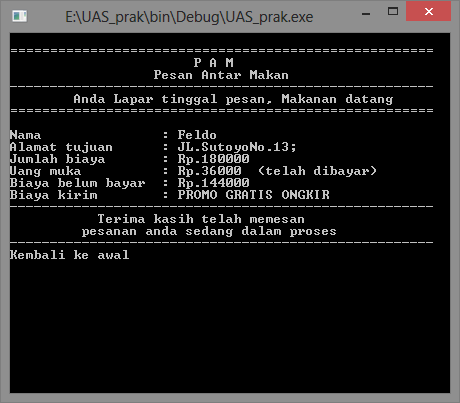 E:\UAS_prak\bin\Debug\UAS_prak.exe
=====================================================
P A M
Pesan Antar Makan
-----------------------------------------------------
Anda Lapar tinggal pesan, Makanan datang
=====================================================
Nama : Feldo
Alamat tujuan : JL.SutoyoNo.13;
Jumlah biaya : Rp.180000
Uang muka : Rp.36000 (telah dibayar)
Biaya belum bayar : Rp.144000
Biaya kirim : PROMO GRATIS ONGKIR
-----------------------------------------------------
Terima kasih telah memesan
pesanan anda sedang dalam proses
-----------------------------------------------------
Kembali ke awal